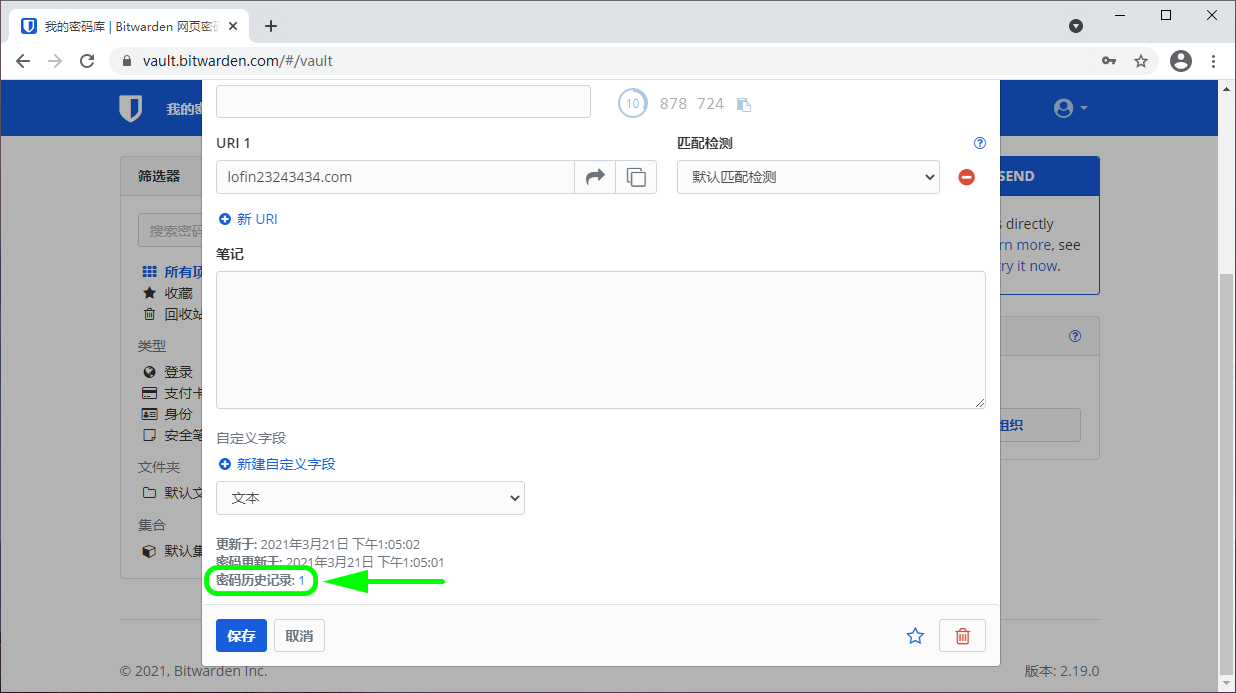 我的密码库 | Bitwarden 网页密码
vault.bitwarden.com/#/vault
我的密
10 878 724
URI 1
匹配检测
lofin23243434.com
默认匹配检测
新 URI
笔记
筛选器
搜索密码
所有项
收藏
回收站
类型
登录
支付卡
身份
安全笔
文件夹
默认文
集合
默认集
SEND
directly
rn more, see
try it now.
组织
自定义字段
新建自定义字段
文本
更新于: 2021年3月21日 下午1:05:02
密码更新于: 2021年3月21日 下午1:05:01
密码历史记录: 1
保存
取消
© 2021, Bitwarden Inc.
版本: 2.19.0